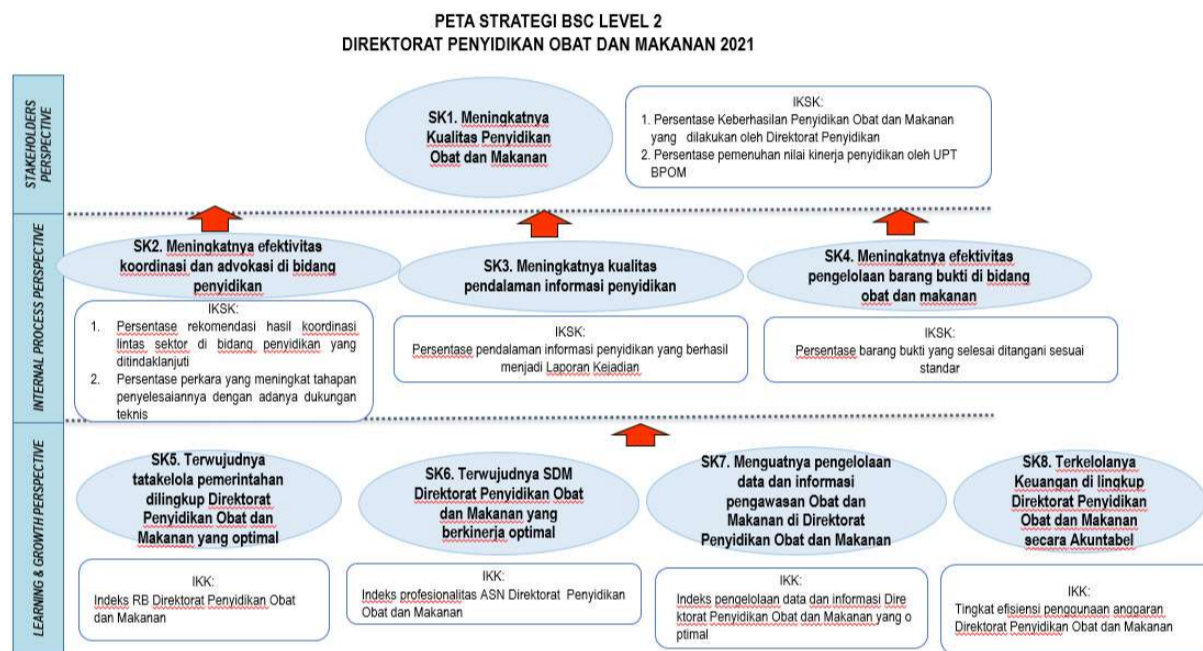 PETA STRATEGI BSC LEVEL 2
DIREKTORAT PENYIDIKAN OBAT DAN MAKANAN 2021
STAKEHOLDERS
PERSPECTIVE
SK1. Meningkatnya
Kualitas Penyidikan
Obat dan Makanan
IKSK:
1. Persentase Keberhasilan Penyidikan Obat dan Makanan
yang dilakukan oleh Direktorat Penyidikan
2. Persentase pemenuhan nilai kinerja penyidikan oleh UPT
BPOM
INTERNAL PROCESS PERSPECTIVE
SK2. Meningkatnya efektivitas
koordinasi dan advokasi di bidang
penyidikan
IKSK:
1. Persentase rekomendasi hasil koordinasi
lintas sektor di bidang penyidikan yang
ditindaklanjuti
2. Persentase perkara yang meningkat tahapan
penyelesaiannya dengan adanya dukungan
teknis
SK3. Meningkatnya kualitas
pendalaman informasi penyidikan
IKSK:
Persentase pendalaman informasi penyidikan yang berhasil
menjadi Laporan Kejadian
SK4. Meningkatnya efektivitas
pengelolaan barang bukti di bidang
obat dan makanan
IKSK:
Persentase barang bukti yang selesai ditangani sesuai
standar
LEARNING & GROWTH PERSPECTIVE
SK5. Terwujudnya
tatakelola pemerintahan
dilingkup Direktorat
Penyidikan Obat dan
Makanan yang optimal
IKK:
Indeks RB Direktorat Penyidikan Obat
dan Makanan
SK6. Terwujudnya SDM
Direktorat Penyidikan Obat
dan Makanan yang
berkinerja optimal
IKK:
Indeks profesionalitas ASN Direktorat Penyidikan
Obat dan Makanan
SK7. Menguatnya pengelolaan
data dan informasi
pengawasan Obat dan
Makanan di Direktorat
Penyidikan Obat dan Makanan
IKK:
Indeks pengelolaan data dan informasi Dire
ktorat Penyidikan Obat dan Makanan yang o
ptimal
SK8. Terkelolanya
Keuangan di lingkup
Direktorat Penyidikan
Obat dan Makanan
secara Akuntabel
IKK:
Tingkat efisiensi penggunaan anggaran
Direktorat Penyidikan Obat dan Makanan